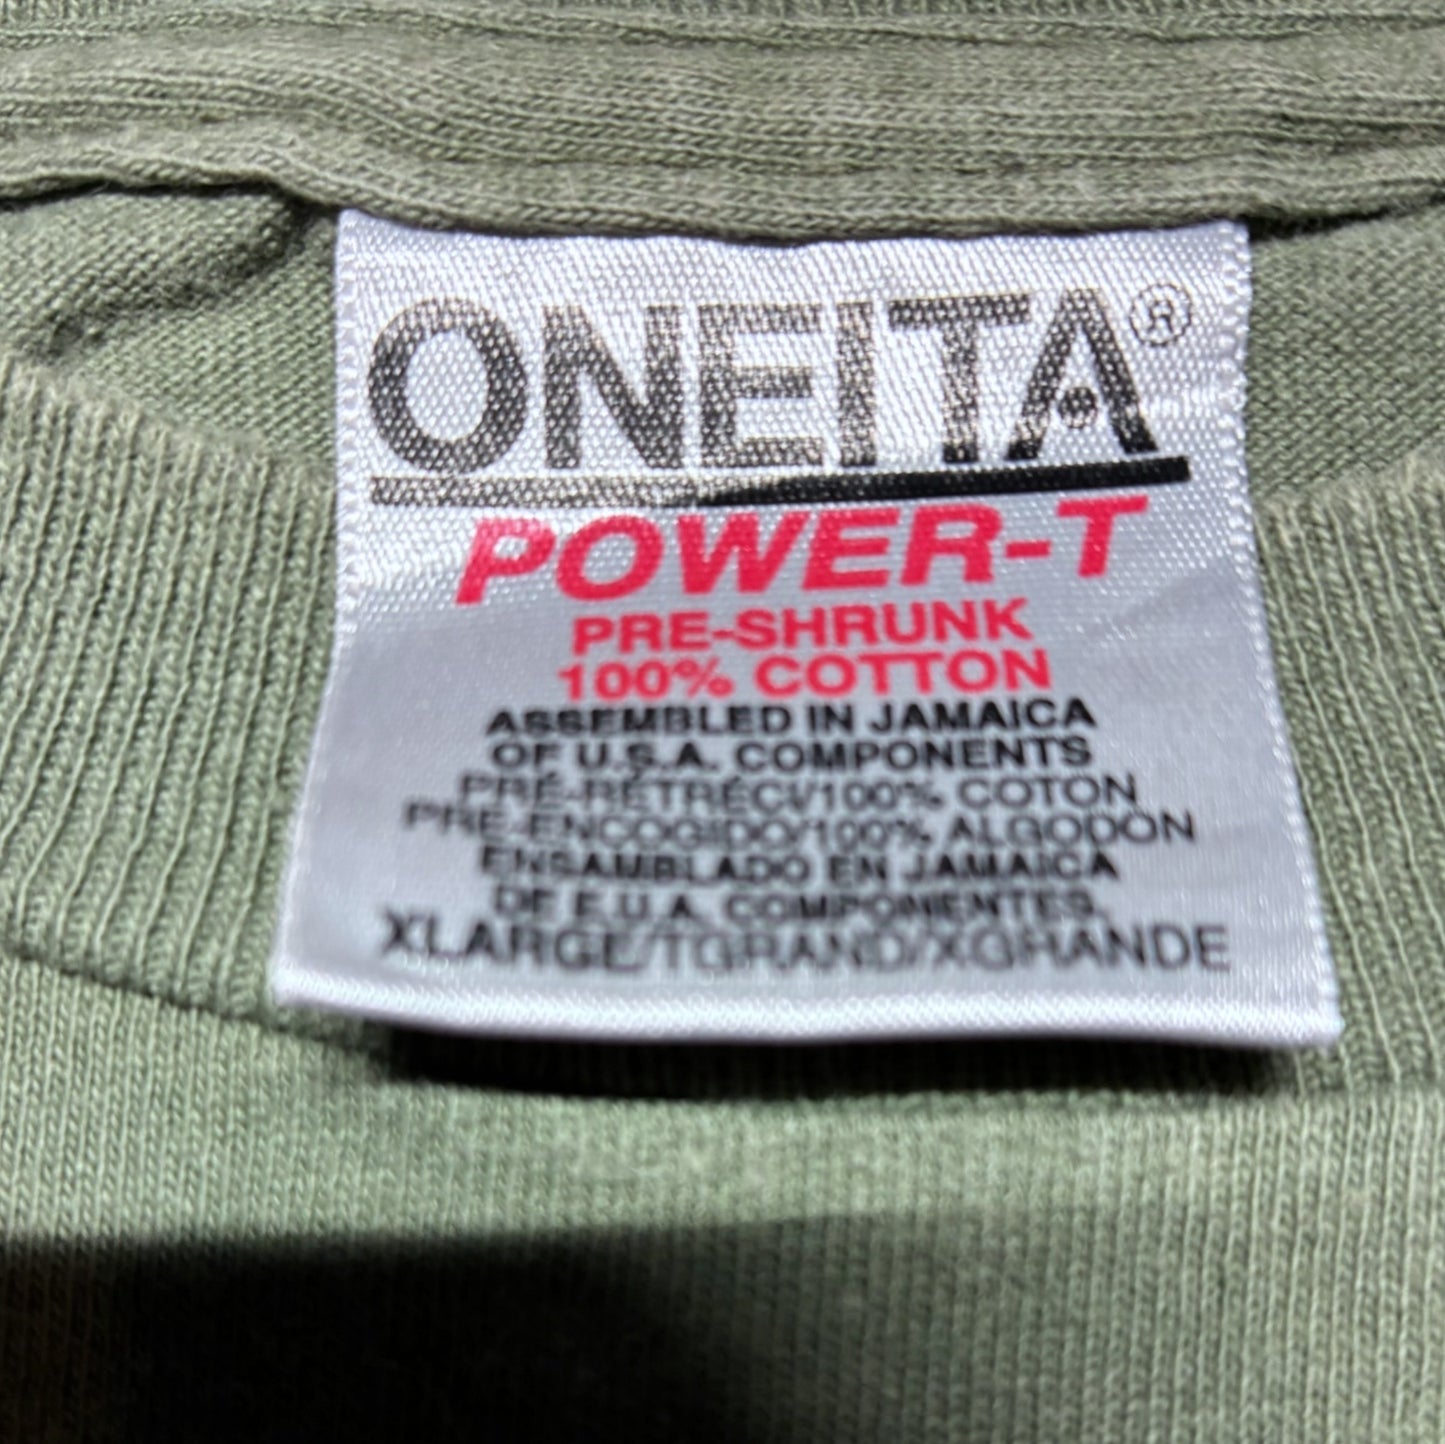 ONEITA®
POWER-T
PRE-SHRUNK
100% COTTON
ASSEMBLED IN JAMAICA
OF U.S.A. COMPONENTS
PRÉ-RÉTRÉCI/100% COTON
PRE-ENCOGIDO/100% ALGODÓN
ENSAMBLADO EN JAMAICA
DE E.U.A. COMPONENTES.
XLARGE/TGRAND/XGRANDE